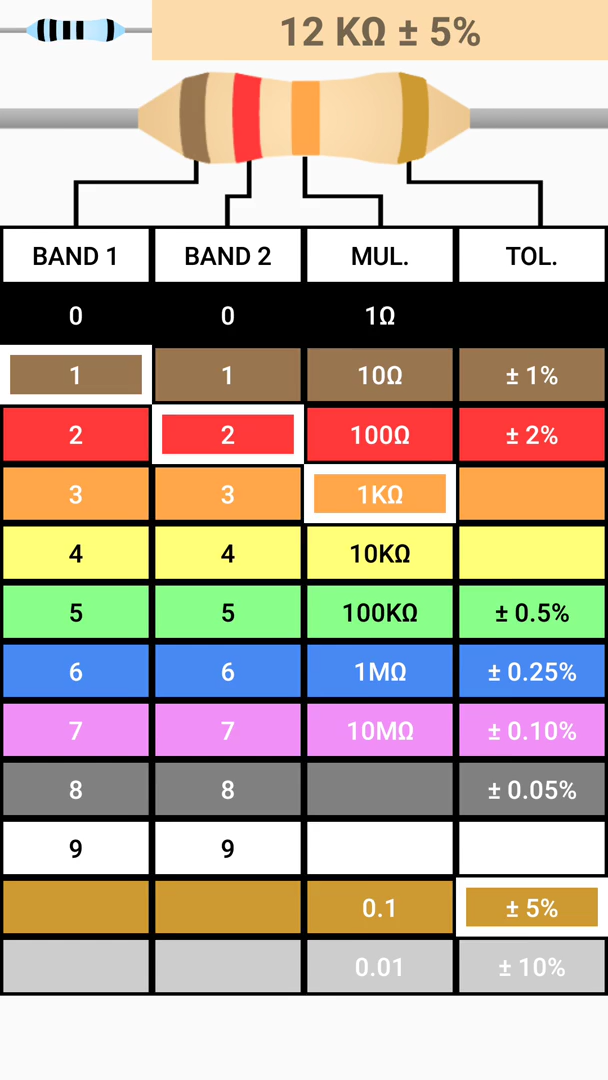 12 KΩ ± 5%
BAND 1 BAND 2 MUL. TOL.
0 0 1Ω
1 1 10Ω ± 1%
2 2 100Ω ± 2%
3 3 1KΩ
4 4 10KΩ
5 5 100KΩ ± 0.5%
6 6 1MΩ ± 0.25%
7 7 10MΩ ± 0.10%
8 8 ± 0.05%
9 9
0.1 ± 5%
0.01 ± 10%